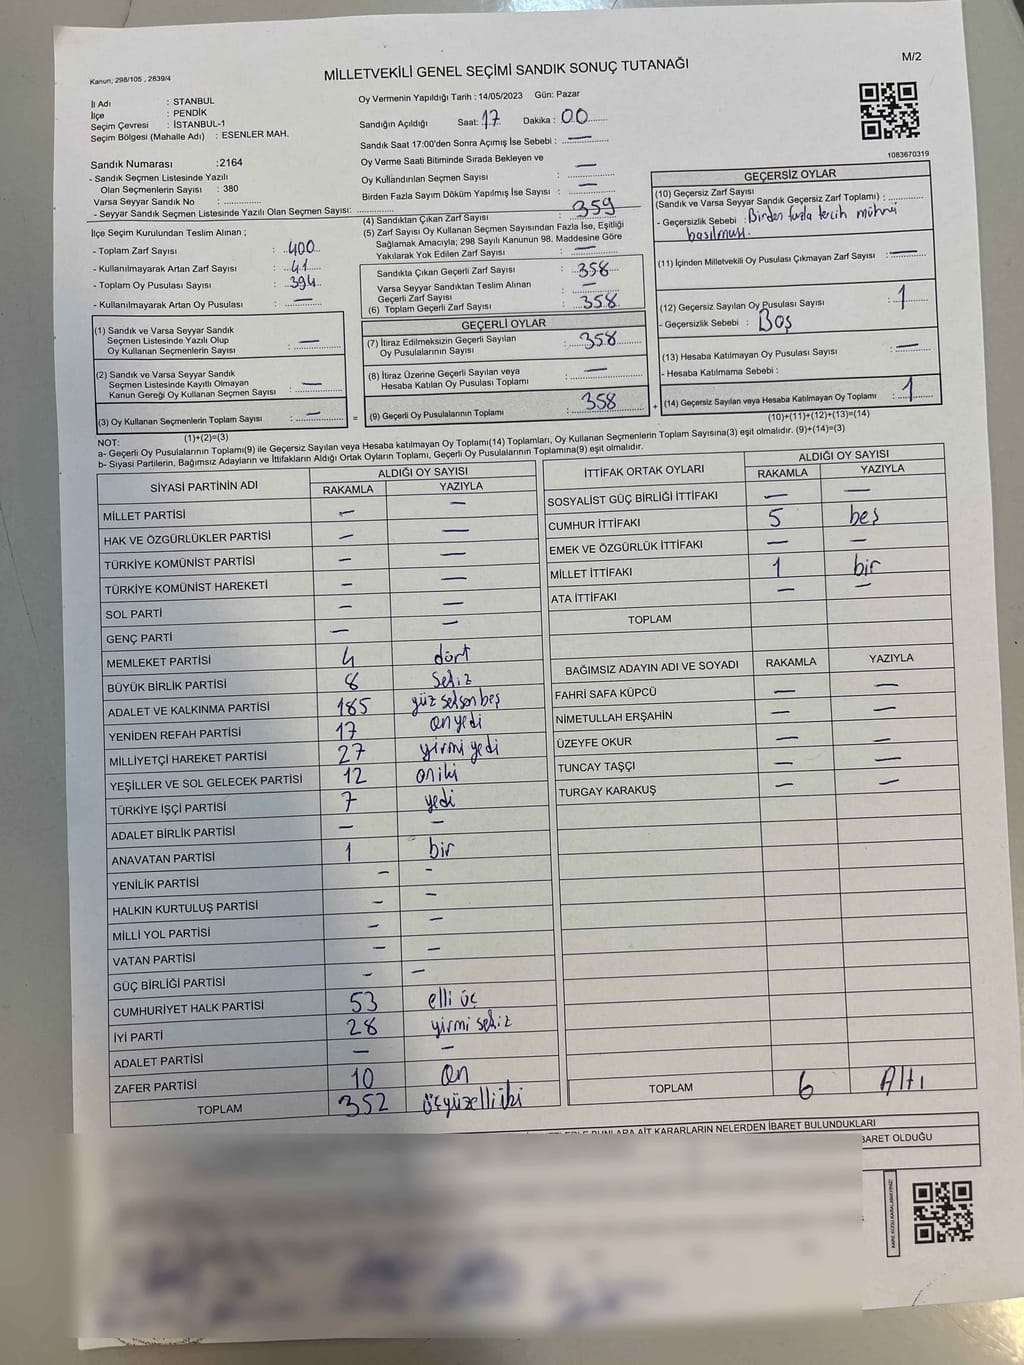 M/2
Kanun; 298/105 , 2839/4
MİLLETVEKİLİ GENEL SEÇİMİ SANDIK SONUÇ TUTANAĞI
İl Adı : STANBUL
İlçe : PENDİK
Seçim Çevresi : İSTANBUL-1
Seçim Bölgesi (Mahalle Adı) : ESENLER MAH.
Sandık Numarası :2164
- Sandık Seçmen Listesinde Yazılı
Olan Seçmenlerin Sayısı : 380
Varsa Seyyar Sandık No : ..............
- Seyyar Sandık Seçmen Listesinde Yazılı Olan Seçmen Sayısı: ..............
İlçe Seçim Kurulundan Teslim Alınan ;
- Toplam Zarf Sayısı : 400
- Kullanılmayarak Artan Zarf Sayısı : 41
- Toplam Oy Pusulası Sayısı : 394
- Kullanılmayarak Artan Oy Pusulası : —
(1) Sandık ve Varsa Seyyar Sandık
Seçmen Listesinde Yazılı Olup
Oy Kullanan Seçmenlerin Sayısı : —
(2) Sandık ve Varsa Seyyar Sandık
Seçmen Listesinde Kayıtlı Olmayan
Kanun Gereği Oy Kullanan Seçmen Sayısı : —
(3) Oy Kullanan Seçmenlerin Toplam Sayısı : — =
(1)+(2)=(3)
Oy Vermenin Yapıldığı Tarih : 14/05/2023 Gün: Pazar
Sandığın Açıldığı Saat: 17 Dakika : 00
Sandık Saat 17:00'den Sonra Açımış İse Sebebi : —
Oy Verme Saati Bitiminde Sırada Bekleyen ve
Oy Kullandırılan Seçmen Sayısı : —
Birden Fazla Sayım Döküm Yapılmış İse Sayısı : —
(4) Sandıktan Çıkan Zarf Sayısı : 359
(5) Zarf Sayısı Oy Kullanan Seçmen Sayısından Fazla İse, Eşitliği
Sağlamak Amacıyla; 298 Sayılı Kanunun 98. Maddesine Göre
Yakılarak Yok Edilen Zarf Sayısı : —
Sandıkta Çıkan Geçerli Zarf Sayısı : 358
Varsa Seyyar Sandıktan Teslim Alınan
Geçerli Zarf Sayısı : —
(6) Toplam Geçerli Zarf Sayısı : 358
GEÇERLİ OYLAR
(7) İtiraz Edilmeksizin Geçerli Sayılan
Oy Pusulalarının Sayısı : 358
(8) İtiraz Üzerine Geçerli Sayılan veya
Hesaba Katılan Oy Pusulası Toplamı : —
(9) Geçerli Oy Pusulalarının Toplamı : 358 +
1083670319
GEÇERSİZ OYLAR
(10) Geçersiz Zarf Sayısı
(Sandık ve Varsa Seyyar Sandık Geçersiz Zarf Toplamı) : ..............
- Geçersizlik Sebebi : Birden fazla tercih mührü
basılması.
(11) İçinden Milletvekili Oy Pusulası Çıkmayan Zarf Sayısı : —
(12) Geçersiz Sayılan Oy Pusulası Sayısı : 1
- Geçersizlik Sebebi : Boş
(13) Hesaba Katılmayan Oy Pusulası Sayısı : —
- Hesaba Katılmama Sebebi :
(14) Geçersiz Sayılan veya Hesaba Katılmayan Oy Toplamı : 1
(10)+(11)+(12)+(13)=(14)
NOT:
a- Geçerli Oy Pusulalarının Toplamı(9) ile Geçersiz Sayılan veya Hesaba katılmayan Oy Toplamı(14) Toplamları, Oy Kullanan Seçmenlerin Toplam Sayısına(3) eşit olmalıdır. (9)+(14)=(3)
b- Siyasi Partilerin, Bağımsız Adayların ve İttifakların Aldığı Ortak Oyların Toplamı, Geçerli Oy Pusulalarının Toplamına(9) eşit olmalıdır.
SİYASİ PARTİNİN ADI ALDIĞI OY SAYISI
RAKAMLA YAZIYLA
MİLLET PARTİSİ — —
HAK VE ÖZGÜRLÜKLER PARTİSİ — —
TÜRKİYE KOMÜNİST PARTİSİ — —
TÜRKİYE KOMÜNİST HAREKETİ — —
SOL PARTİ — —
GENÇ PARTİ — —
MEMLEKET PARTİSİ 4 dört
BÜYÜK BİRLİK PARTİSİ 8 Sekiz
ADALET VE KALKINMA PARTİSİ 185 yüz seksen beş
YENİDEN REFAH PARTİSİ 17 on yedi
MİLLİYETÇİ HAREKET PARTİSİ 27 yirmi yedi
YEŞİLLER VE SOL GELECEK PARTİSİ 12 on iki
TÜRKİYE İŞÇİ PARTİSİ 7 yedi
ADALET BİRLİK PARTİSİ — —
ANAVATAN PARTİSİ 1 bir
YENİLİK PARTİSİ — -
HALKIN KURTULUŞ PARTİSİ — —
MİLLİ YOL PARTİSİ — —
VATAN PARTİSİ — —
GÜÇ BİRLİĞİ PARTİSİ — —
CUMHURİYET HALK PARTİSİ 53 elli üç
İYİ PARTİ 28 yirmi sekiz
ADALET PARTİSİ — —
ZAFER PARTİSİ 10 on
TOPLAM 352 üçyüzelliiki
İTTİFAK ORTAK OYLARI ALDIĞI OY SAYISI
RAKAMLA YAZIYLA
SOSYALİST GÜÇ BİRLİĞİ İTTİFAKI — —
CUMHUR İTTİFAKI 5 beş
EMEK VE ÖZGÜRLÜK İTTİFAKI — —
MİLLET İTTİFAKI 1 bir
ATA İTTİFAKI — —
TOPLAM
BAĞIMSIZ ADAYIN ADI VE SOYADI RAKAMLA YAZIYLA
FAHRİ SAFA KÜPCÜ — —
NİMETULLAH ERŞAHİN — —
ÜZEYFE OKUR — —
TUNCAY TAŞÇI — —
TURGAY KARAKUŞ — —
TOPLAM 6 Altı
AİT KARARLARIN NELERDEN İBARET BULUNDUKLARI
OLDUĞU